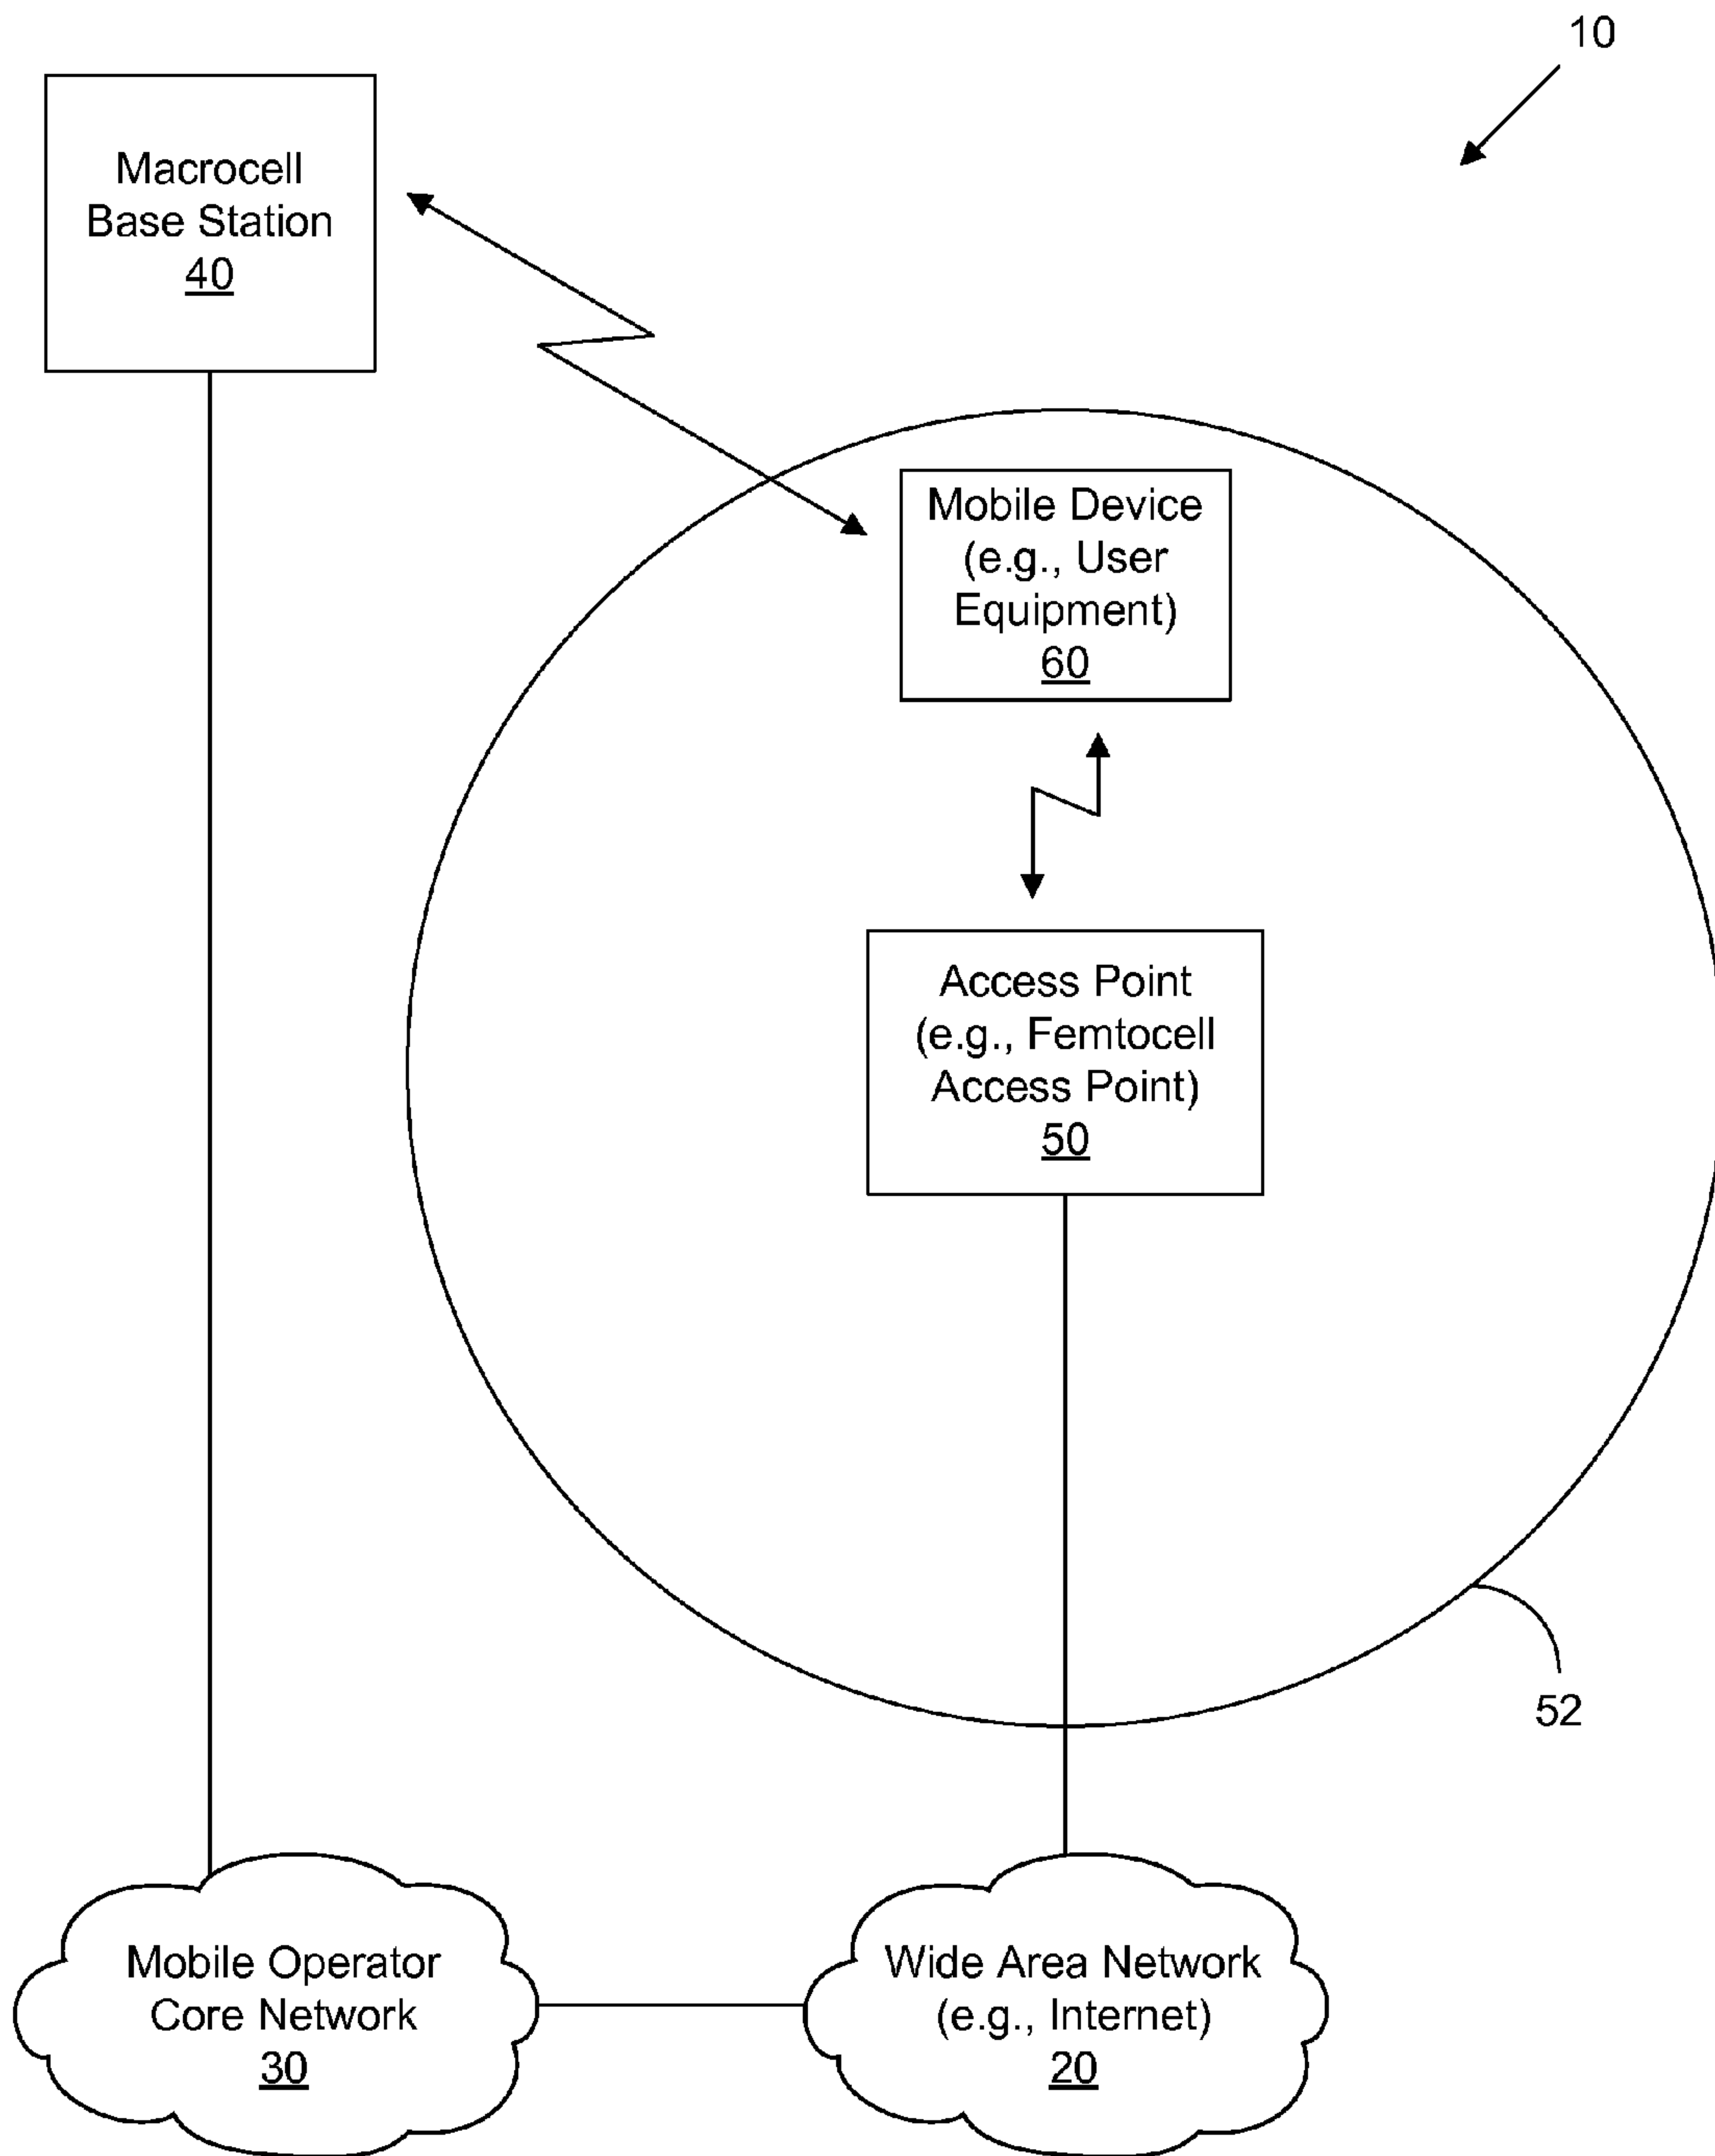 10
Macrocell
Base Station
40
Mobile Device
(e.g., User
Equipment)
60
Access Point
(e.g., Femtocell
Access Point)
50
52
Mobile Operator
Core Network
30
Wide Area Network
(e.g., Internet)
20